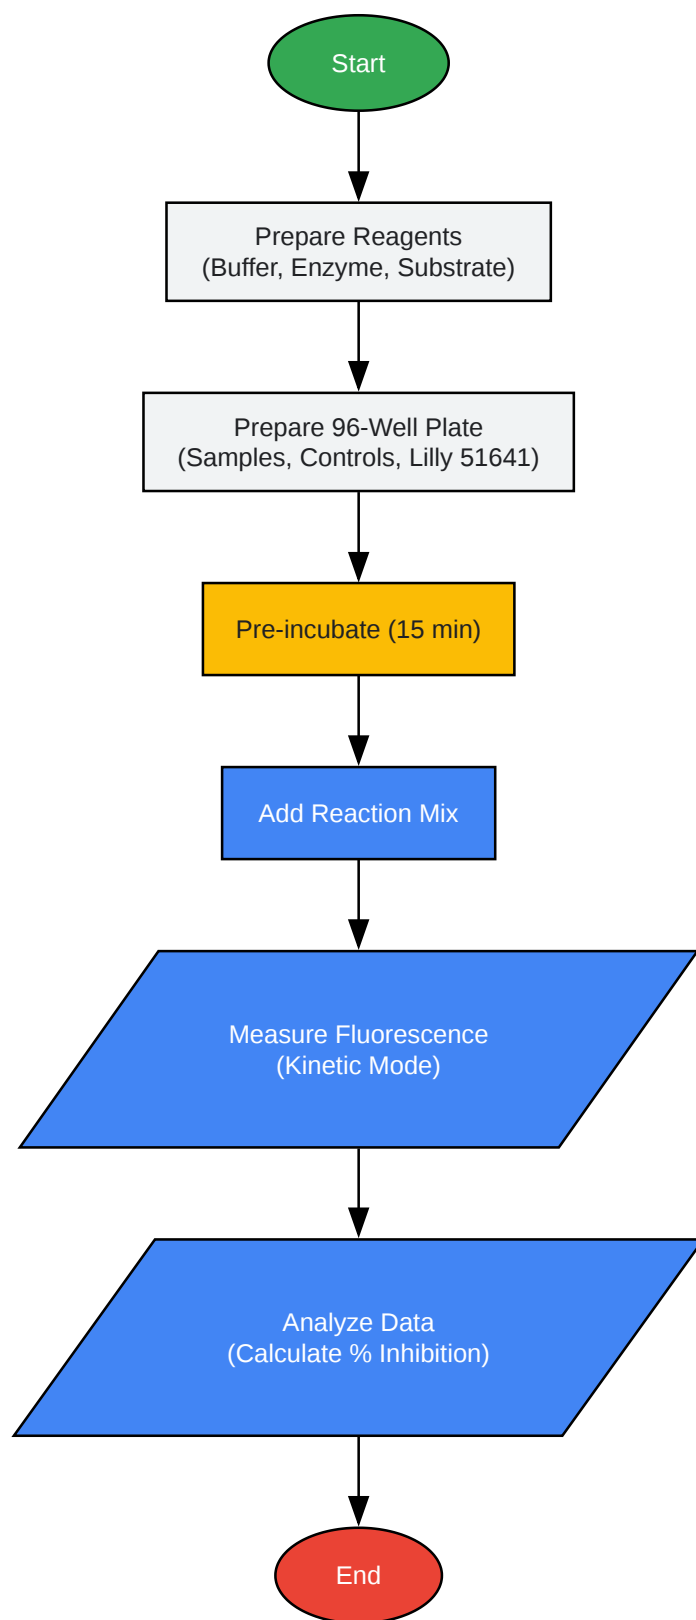 Start
Prepare Reagents
(Buffer, Enzyme, Substrate)
Prepare 96-Well Plate
(Samples, Controls, Lilly 51641)
Pre-incubate (15 min)
Add Reaction Mix
Measure Fluorescence
(Kinetic Mode)
Analyze Data
(Calculate % Inhibition)
End